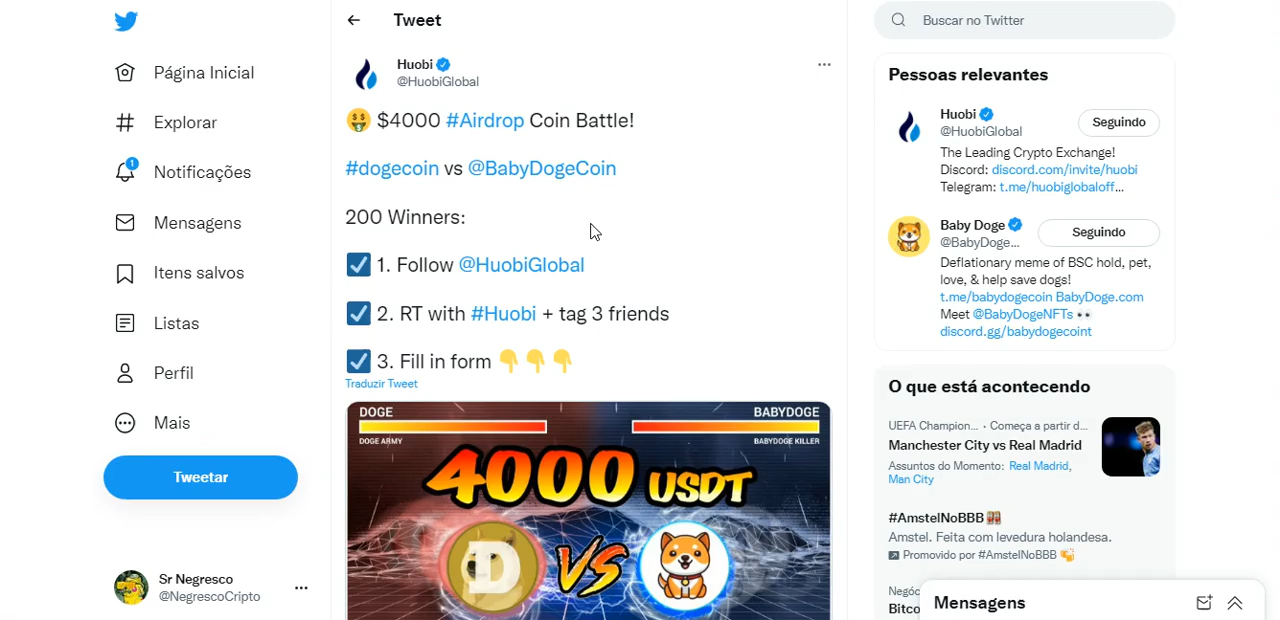 Página Inicial
Explorar
1
Notificações
Mensagens
Itens salvos
Listas
Perfil
Mais
Tweetar
Sr Negresco
@NegrescoCripto
Tweet
Huobi
@HuobiGlobal
$4000 #Airdrop Coin Battle!
#dogecoin vs @BabyDogeCoin
200 Winners:
1. Follow @HuobiGlobal
2. RT with #Huobi + tag 3 friends
3. Fill in form
Traduzir Tweet
DOGE
BABYDOGE
DOGE ARMY
BABYDOGE KILLER
4000 USDT
D VS
Buscar no Twitter
Pessoas relevantes
Huobi
@HuobiGlobal
Seguindo
The Leading Crypto Exchange!
Discord: discord.com/invite/huobi
Telegram: t.me/huobiglobaloff...
Baby Doge
@BabyDoge...
Seguindo
Deflationary meme of BSC hold, pet,
love, & help save dogs!
t.me/babydogecoin BabyDoge.com
Meet @BabyDogeNFTs
discord.gg/babydogecoint
O que está acontecendo
UEFA Champion... · Começa a partir d...
Manchester City vs Real Madrid
Assuntos do Momento: Real Madrid,
Man City
#AmstelNoBBB
Amstel. Feita com levedura holandesa.
Promovido por #AmstelNoBBB
Negóc
Bitco
Mensagens